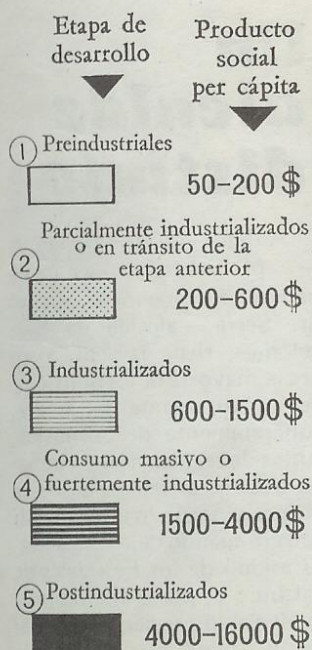 Etapa de
desarrollo
Producto
social
per cápita
① Preindustriales
50-200 $
Parcialmente industrializados
o en tránsito de la
② etapa anterior
200-600 $
③ Industrializados
600-1500 $
Consumo masivo o
④ fuertemente industrializados
1500-4000 $
⑤ Postindustrializados
4000-16000 $